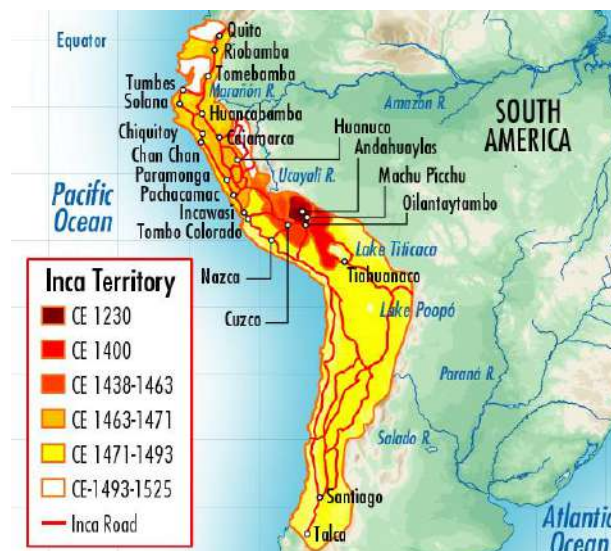 Equator
Quito
Riobamba
Tomebamba
Marañón R.
Tumbes
Solana
Amazon R.
SOUTH
AMERICA
Huancabamba
Huanuco
Chiquitoy
Cajamarca
Andahuaylas
Chan Chan
Machu Picchu
Paramonga
Ucayali R.
Oilantaytambo
Pachacamac
Pacific
Ocean
Incawasi
Tombo Colorado
Lake Titicaca
Nazca
Tiahuanaco
Cuzco
Lake Poopó
Inca Territory
CE 1230
CE 1400
CE 1438-1463
CE 1463-1471
CE 1471-1493
CE-1493-1525
Inca Road
Paraná R.
Salado R.
Santiago
Talca
Atlantic
Ocean